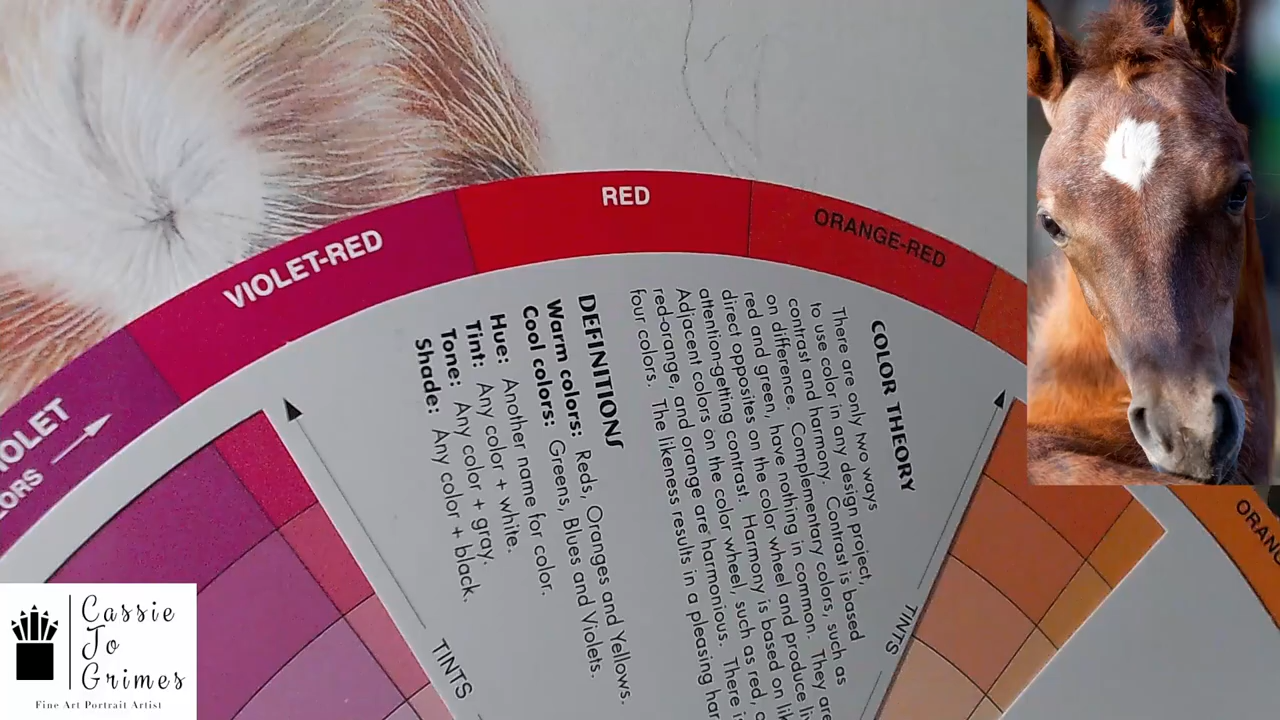 VIOLET-RED
RED
ORANGE-RED
COLOR THEORY
There are only two ways
to use color in any design project,
contrast and harmony. Contrast is based
on difference. Complementary colors, such as
red and green, have nothing in common. They are
direct opposites on the color wheel and produce
attention-getting contrast. Harmony is based on
Adjacent colors on the color wheel, such as red,
red-orange, and orange are harmonious. There
four colors. The likeness results in a pleasing
DEFINITIONS
Warm colors: Reds, Oranges and Yellows.
Cool colors: Greens, Blues and Violets.
Hue: Another name for color.
Tint: Any color + white.
Tone: Any color + gray.
Shade: Any color + black.
TINTS
TINTS
Cassie
Jo
Grimes
Fine Art Portrait Artist